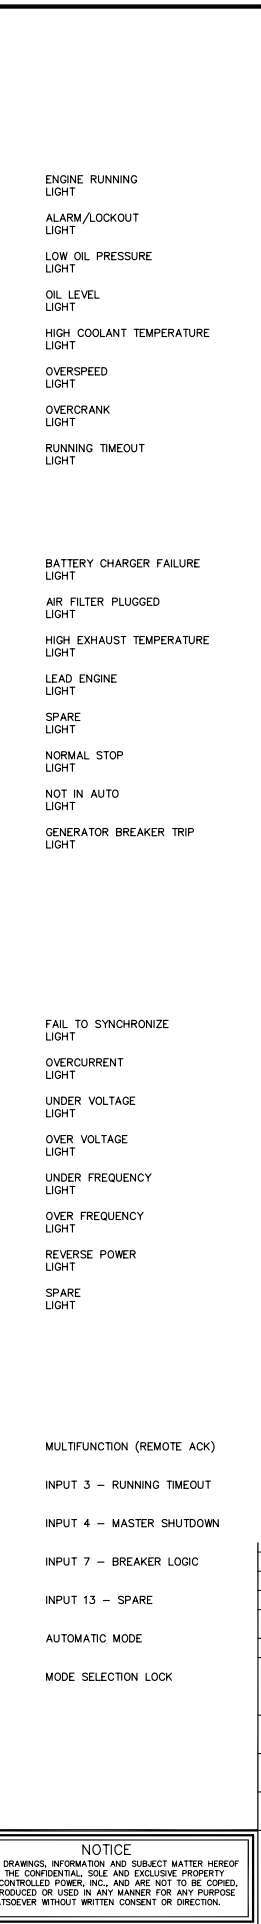 ENGINE RUNNING
LIGHT
ALARM/LOCKOUT
LIGHT
LOW OIL PRESSURE
LIGHT
OIL LEVEL
LIGHT
HIGH COOLANT TEMPERATURE
LIGHT
OVERSPEED
LIGHT
OVERCRANK
LIGHT
RUNNING TIMEOUT
LIGHT
BATTERY CHARGER FAILURE
LIGHT
AIR FILTER PLUGGED
LIGHT
HIGH EXHAUST TEMPERATURE
LIGHT
LEAD ENGINE
LIGHT
SPARE
LIGHT
NORMAL STOP
LIGHT
NOT IN AUTO
LIGHT
GENERATOR BREAKER TRIP
LIGHT
FAIL TO SYNCHRONIZE
LIGHT
OVERCURRENT
LIGHT
UNDER VOLTAGE
LIGHT
OVER VOLTAGE
LIGHT
UNDER FREQUENCY
LIGHT
OVER FREQUENCY
LIGHT
REVERSE POWER
LIGHT
SPARE
LIGHT
MULTIFUNCTION (REMOTE ACK)
INPUT 3 – RUNNING TIMEOUT
INPUT 4 – MASTER SHUTDOWN
INPUT 7 – BREAKER LOGIC
INPUT 13 – SPARE
AUTOMATIC MODE
MODE SELECTION LOCK
NOTICE
DRAWINGS, INFORMATION AND SUBJECT MATTER HEREOF
THE CONFIDENTIAL, SOLE AND EXCLUSIVE PROPERTY
CONTROLLED POWER, INC., AND ARE NOT TO BE COPIED,
RODUCED OR USED IN ANY MANNER FOR ANY PURPOSE
TSOEVER WITHOUT WRITTEN CONSENT OR DIRECTION.